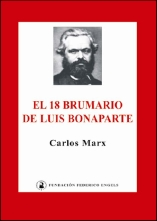 EL 18 BRUMARIO
DE LUIS BONAPARTE
Carlos Marx
FUNDACIÓN FEDERICO ENGELS